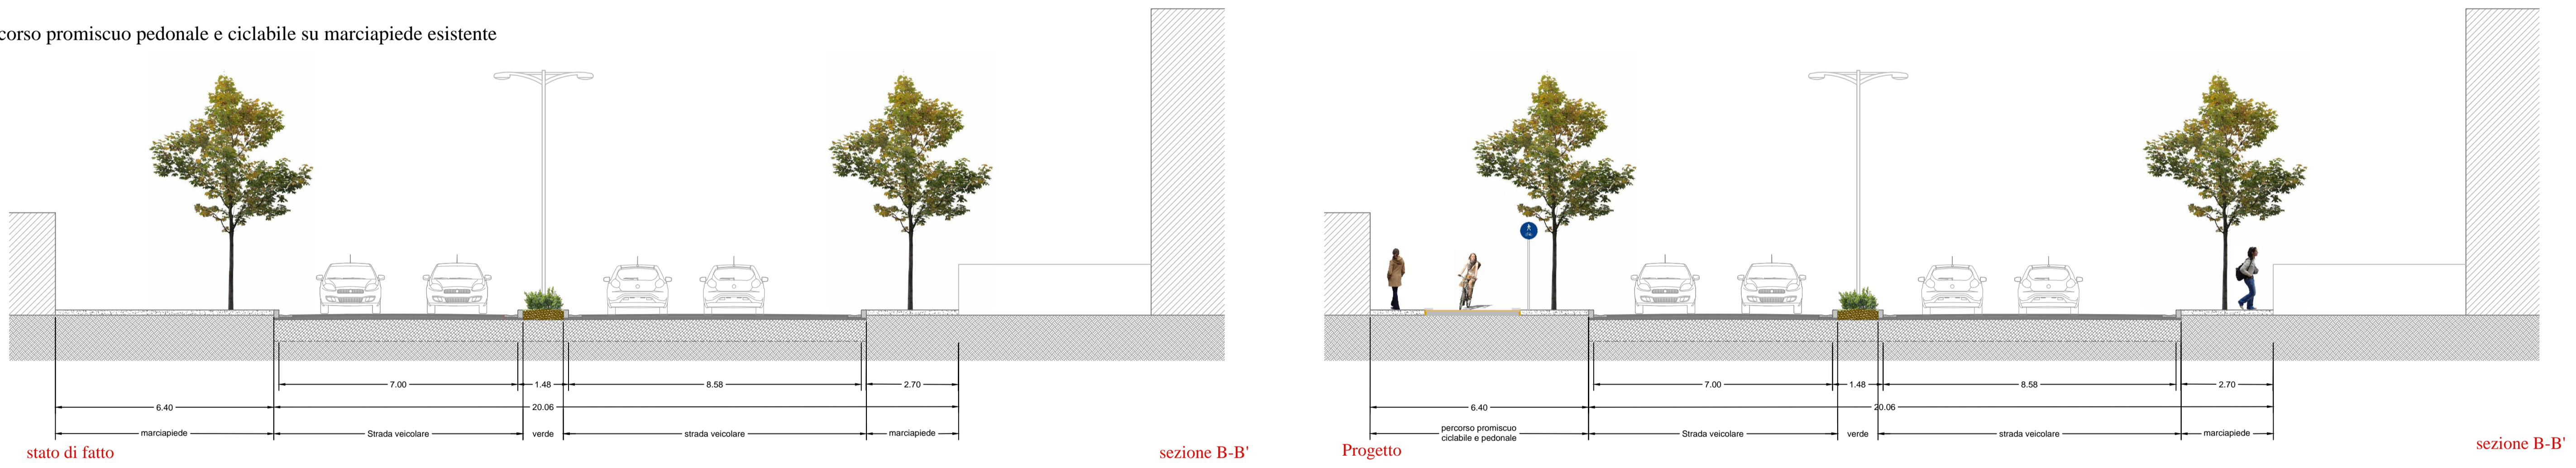 corso promiscuo pedonale e ciclabile su marciapiede esistente
7.00
1.48
8.58
2.70
6.40
20.06
marciapiede
Strada veicolare
verde
strada veicolare
marciapiede
stato di fatto
sezione B-B'
7.00
1.48
8.58
2.70
6.40
20.06
percorso promiscuo
ciclabile e pedonale
Strada veicolare
verde
strada veicolare
marciapiede
Progetto
sezione B-B'